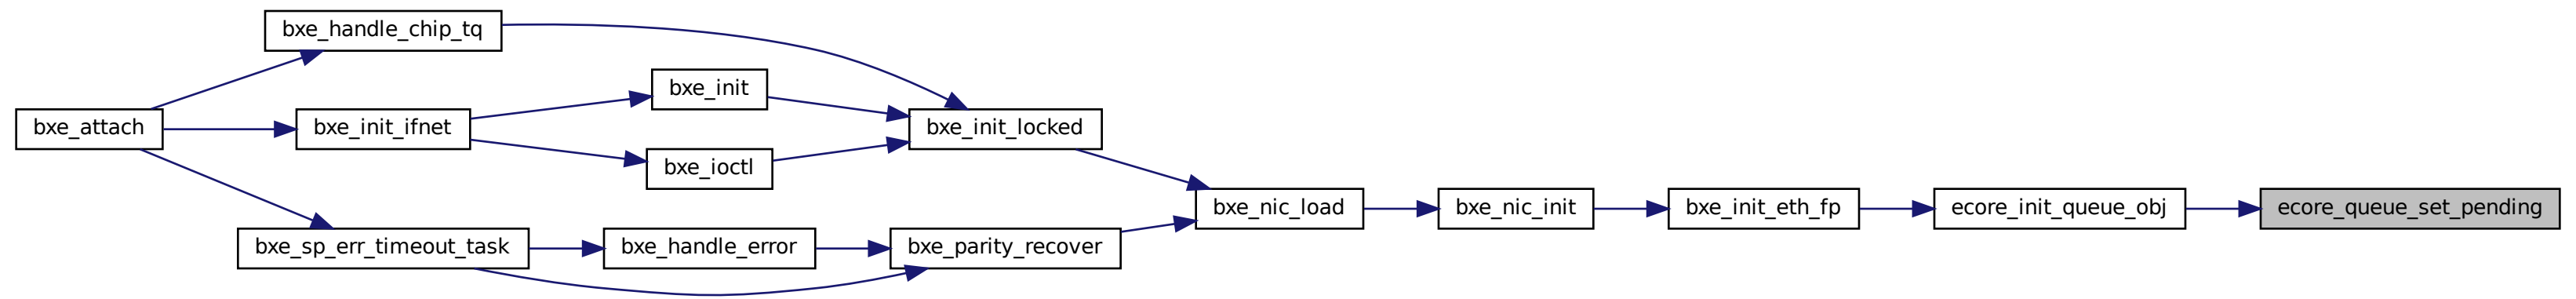 bxe_handle_chip_tq
bxe_init
bxe_attach
bxe_init_ifnet
bxe_init_locked
bxe_ioctl
bxe_nic_load
bxe_nic_init
bxe_init_eth_fp
ecore_init_queue_obj
ecore_queue_set_pending
bxe_sp_err_timeout_task
bxe_handle_error
bxe_parity_recover